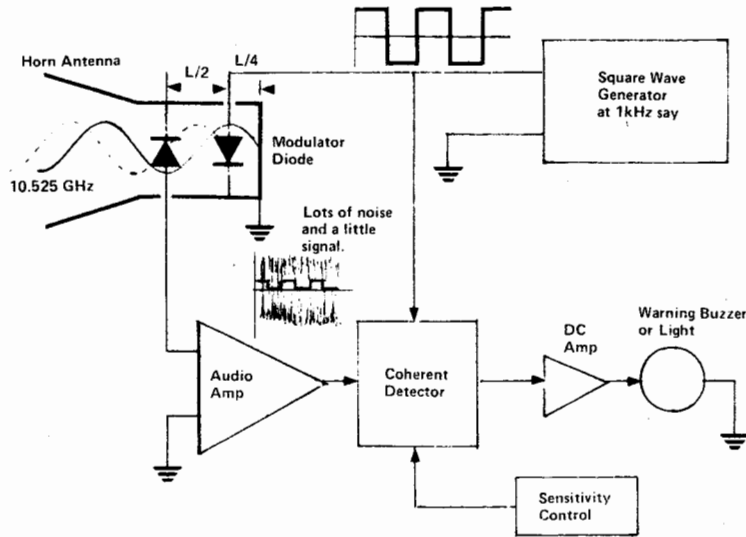 Horn Antenna
L/2
L/4
Square Wave
Generator
at 1kHz say
Modulator
Diode
10.525 GHz
Lots of noise
and a little
signal.
Audio
Amp
Coherent
Detector
DC
Amp
Warning Buzzer
or Light
Sensitivity
Control